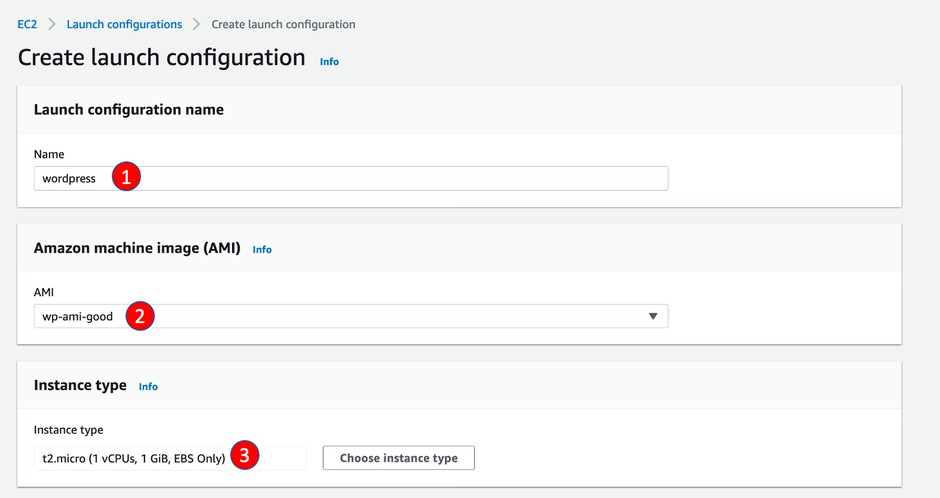 EC2 > Launch configurations > Create launch configuration
Create launch configuration Info
Launch configuration name
Name
wordpress 1
Amazon machine image (AMI) Info
AMI
wp-ami-good 2
Instance type Info
Instance type
t2.micro (1 vCPUs, 1 GiB, EBS Only) 3 Choose instance type